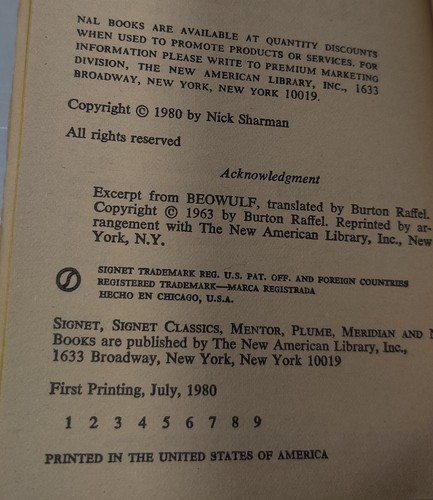 NAL BOOKS ARE AVAILABLE AT QUANTITY DISCOUNTS
WHEN USED TO PROMOTE PRODUCTS OR SERVICES. FOR
INFORMATION PLEASE WRITE TO PREMIUM MARKETING
DIVISION, THE NEW AMERICAN LIBRARY, INC., 1633
BROADWAY, NEW YORK, NEW YORK 10019.
Copyright © 1980 by Nick Sharman
All rights reserved
Acknowledgment
Excerpt from BEOWULF, translated by Burton Raffel.
Copyright © 1963 by Burton Raffel. Reprinted by ar-
rangement with The New American Library, Inc., New
York, N.Y.
SIGNET TRADEMARK REG. U.S. PAT. OFF. AND FOREIGN COUNTRIES
REGISTERED TRADEMARK—MARCA REGISTRADA
HECHO EN CHICAGO, U.S.A.
SIGNET, SIGNET CLASSICS, MENTOR, PLUME, MERIDIAN AND
BOOKS are published by The New American Library, Inc.,
1633 Broadway, New York, New York 10019
First Printing, July, 1980
1 2 3 4 5 6 7 8 9
PRINTED IN THE UNITED STATES OF AMERICA